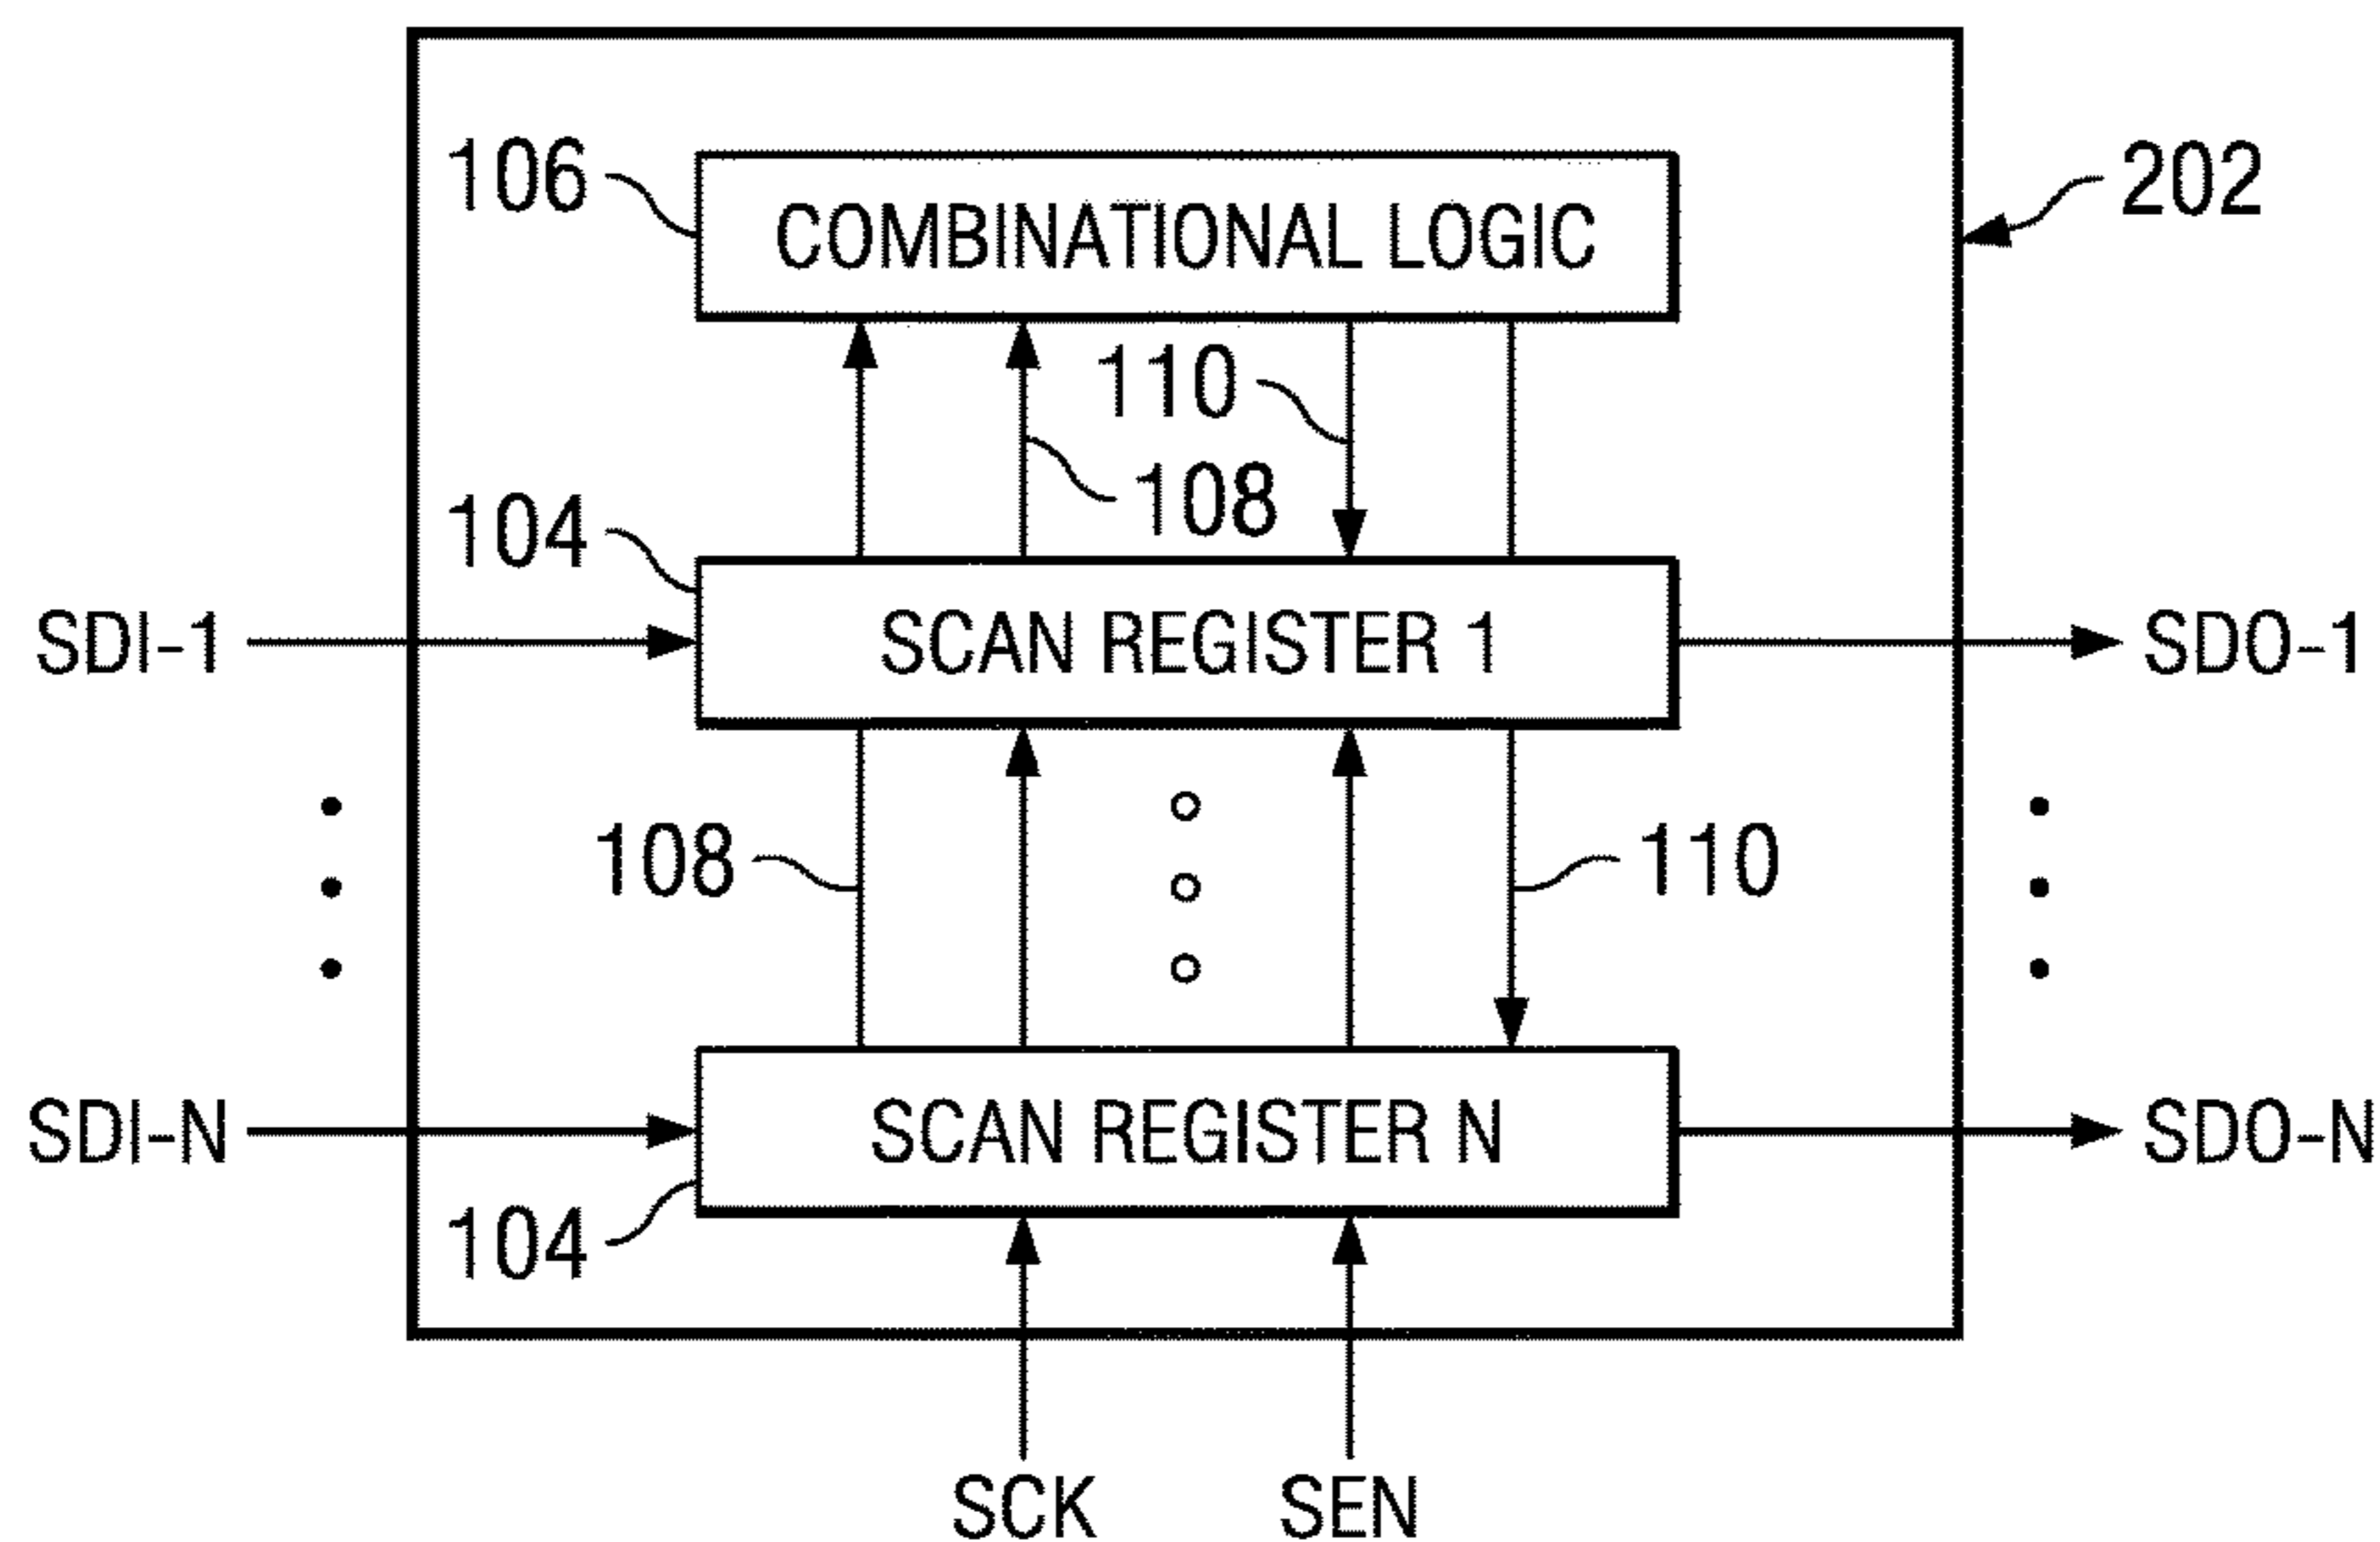 106
COMBINATIONAL LOGIC
202
110
108
104
SDI-1
SCAN REGISTER 1
SDO-1
108
110
SDI-N
SCAN REGISTER N
SDO-N
104
SCK
SEN